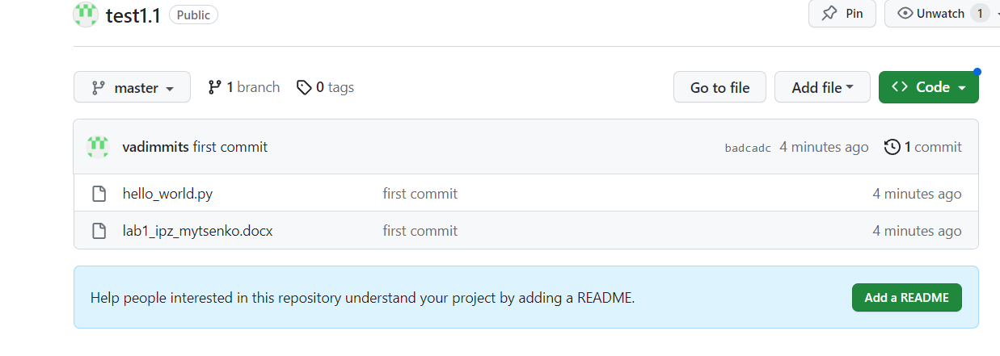 test1.1 Public Pin Unwatch 1
master 1 branch 0 tags Go to file Add file Code
vadimmits first commit badcadc 4 minutes ago 1 commit
hello_world.py first commit 4 minutes ago
lab1_ipz_mytsenko.docx first commit 4 minutes ago
Help people interested in this repository understand your project by adding a README. Add a README